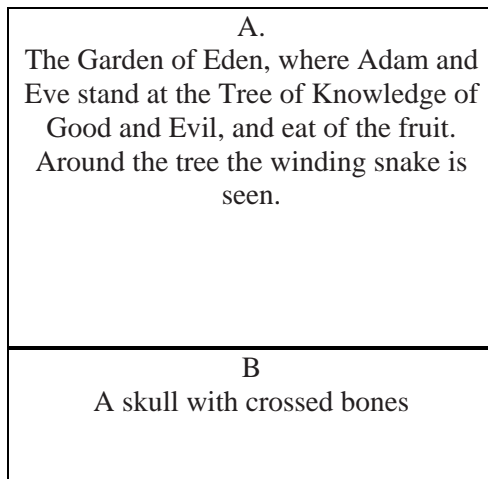 A.
The Garden of Eden, where Adam and
Eve stand at the Tree of Knowledge of
Good and Evil, and eat of the fruit.
Around the tree the winding snake is
seen.
B
A skull with crossed bones